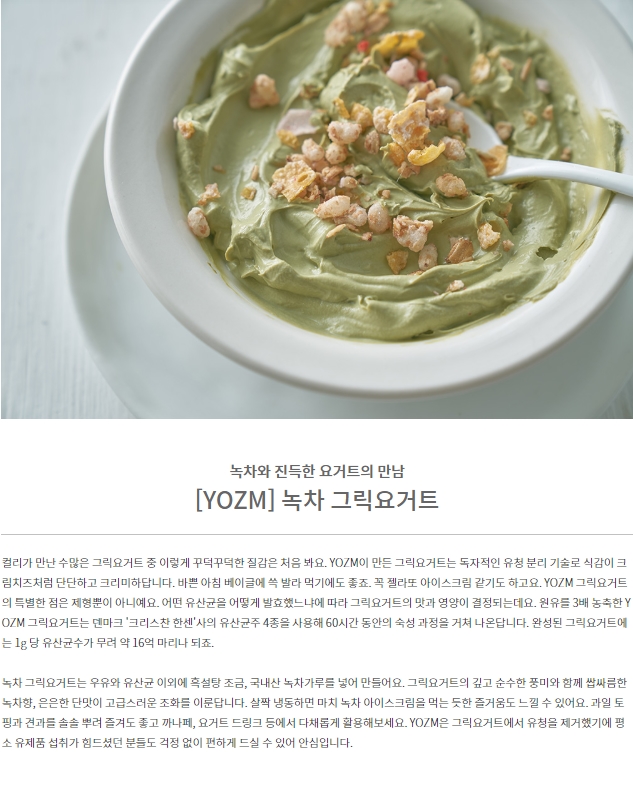 녹차와 진득한 요거트의 만남
[YOZM] 녹차 그릭요거트
컬리가 만난 수많은 그릭요거트 중 이렇게 꾸덕꾸덕한 질감은 처음 봐요. YOZM이 만든 그릭요거트는 독자적인 유청 분리 기술로 식감이 크
림치즈처럼 단단하고 크리미하답니다. 바쁜 아침 베이글에 쓱 발라 먹기에도 좋죠. 꼭 젤라또 아이스크림 같기도 하고요. YOZM 그릭요거트
의 특별한 점은 제형뿐이 아니예요. 어떤 유산균을 어떻게 발효했느냐에 따라 그릭요거트의 맛과 영양이 결정되는데요. 원유를 3배 농축한 Y
OZM 그릭요거트는 덴마크 '크리스찬 한센'사의 유산균주 4종을 사용해 60시간 동안의 숙성 과정을 거쳐 나온답니다. 완성된 그릭요거트에
는 1g 당 유산균수가 무려 약 16억 마리나 되죠.
녹차 그릭요거트는 우유와 유산균 이외에 흑설탕 조금, 국내산 녹차가루를 넣어 만들어요. 그릭요거트의 깊고 순수한 풍미와 함께 쌉싸름한
녹차향, 은은한 단맛이 고급스러운 조화를 이룬답니다. 살짝 냉동하면 마치 녹차 아이스크림을 먹는 듯한 즐거움도 느낄 수 있어요. 과일 토
핑과 견과를 솔솔 뿌려 즐겨도 좋고 까나페, 요거트 드링크 등에서 다채롭게 활용해보세요. YOZM은 그릭요거트에서 유청을 제거했기에 평
소 유제품 섭취가 힘드셨던 분들도 걱정 없이 편하게 드실 수 있어 안심입니다.